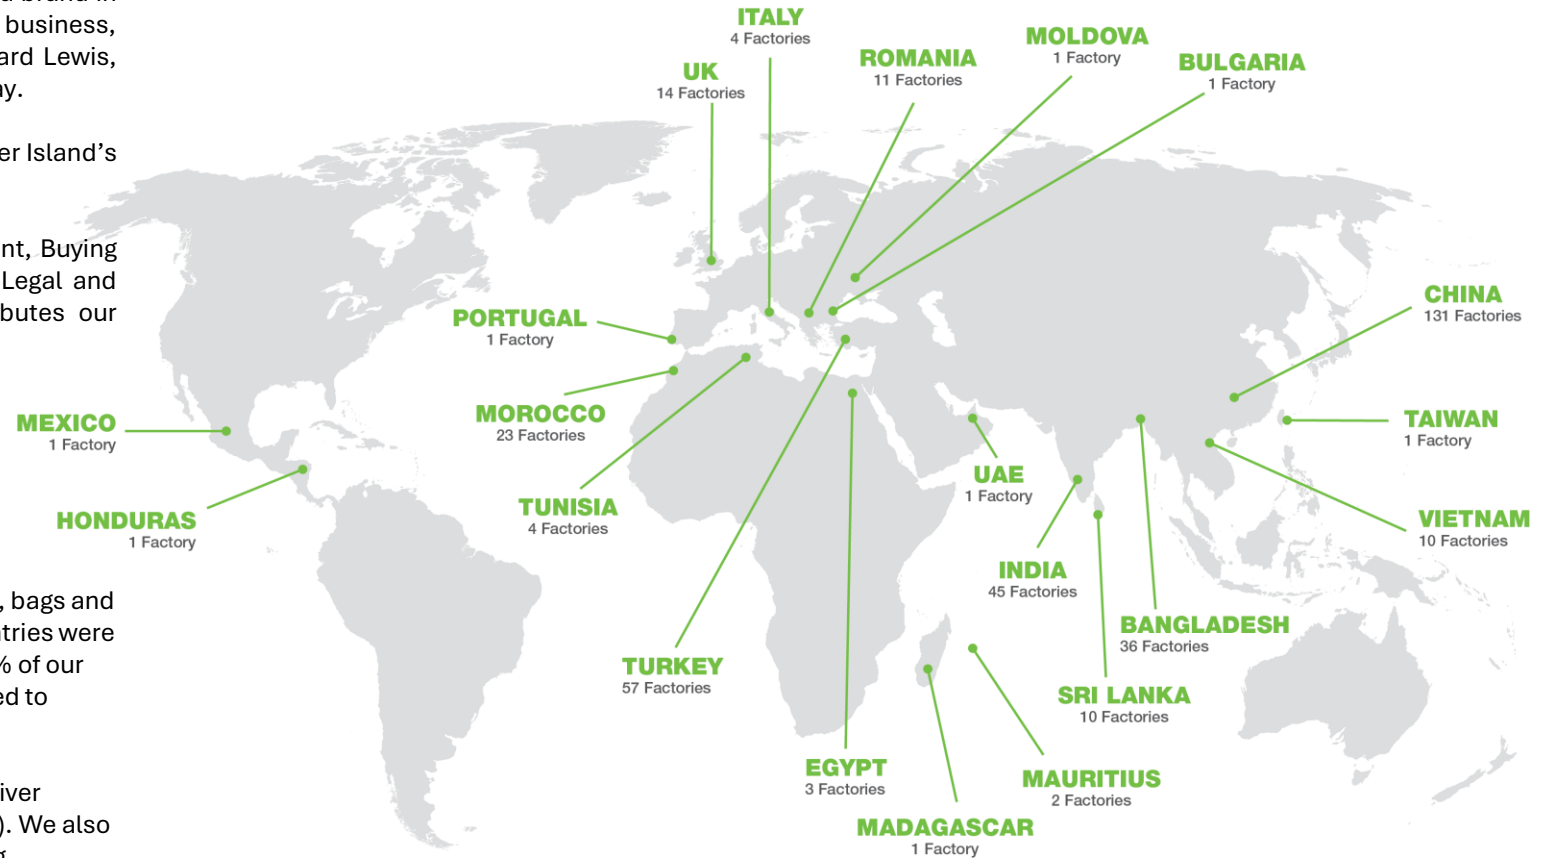 business,
ard Lewis,
er Island's
nt, Buying
Legal and
butes our
, bags and
ntries were
% of our
ed to
iver
). We also
ITALY
4 Factories
UK
14 Factories
ROMANIA
11 Factories
MOLDOVA
1 Factory
BULGARIA
1 Factory
PORTUGAL
1 Factory
MOROCCO
23 Factories
MEXICO
1 Factory
HONDURAS
1 Factory
TUNISIA
4 Factories
TURKEY
57 Factories
EGYPT
3 Factories
MADAGASCAR
1 Factory
MAURITIUS
2 Factories
UAE
1 Factory
INDIA
45 Factories
SRI LANKA
10 Factories
BANGLADESH
36 Factories
CHINA
131 Factories
TAIWAN
1 Factory
VIETNAM
10 Factories